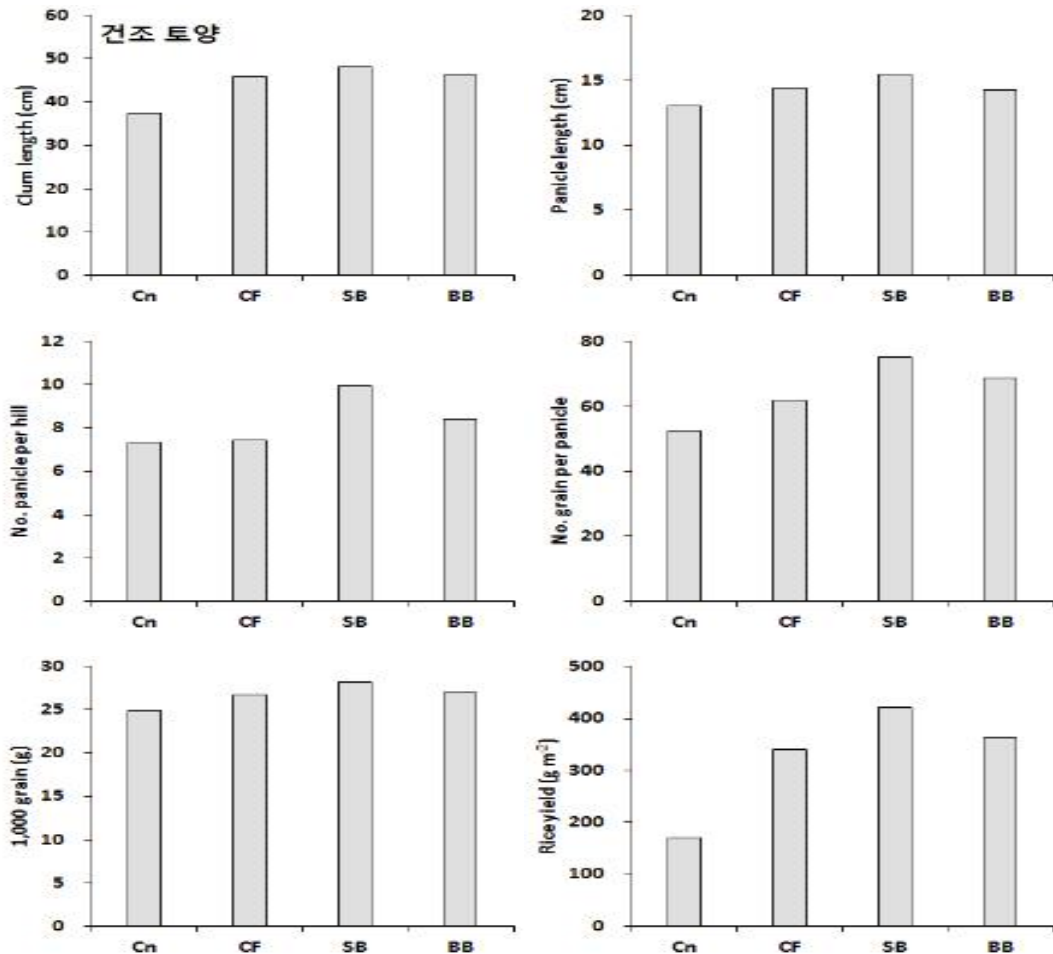 건조 토양
Clum length (cm)
60
50
40
30
20
10
0
Cn CF SB BB
Panicle length (cm)
20
15
10
5
0
Cn CF SB BB
No. panicle per hill
12
10
8
6
4
2
0
Cn CF SB BB
No. grain per panicle
80
60
40
20
0
Cn CF SB BB
1,000 grain (g)
30
25
20
15
10
5
0
Cn CF SB BB
Rice yield (g m⁻²)
500
400
300
200
100
0
Cn CF SB BB